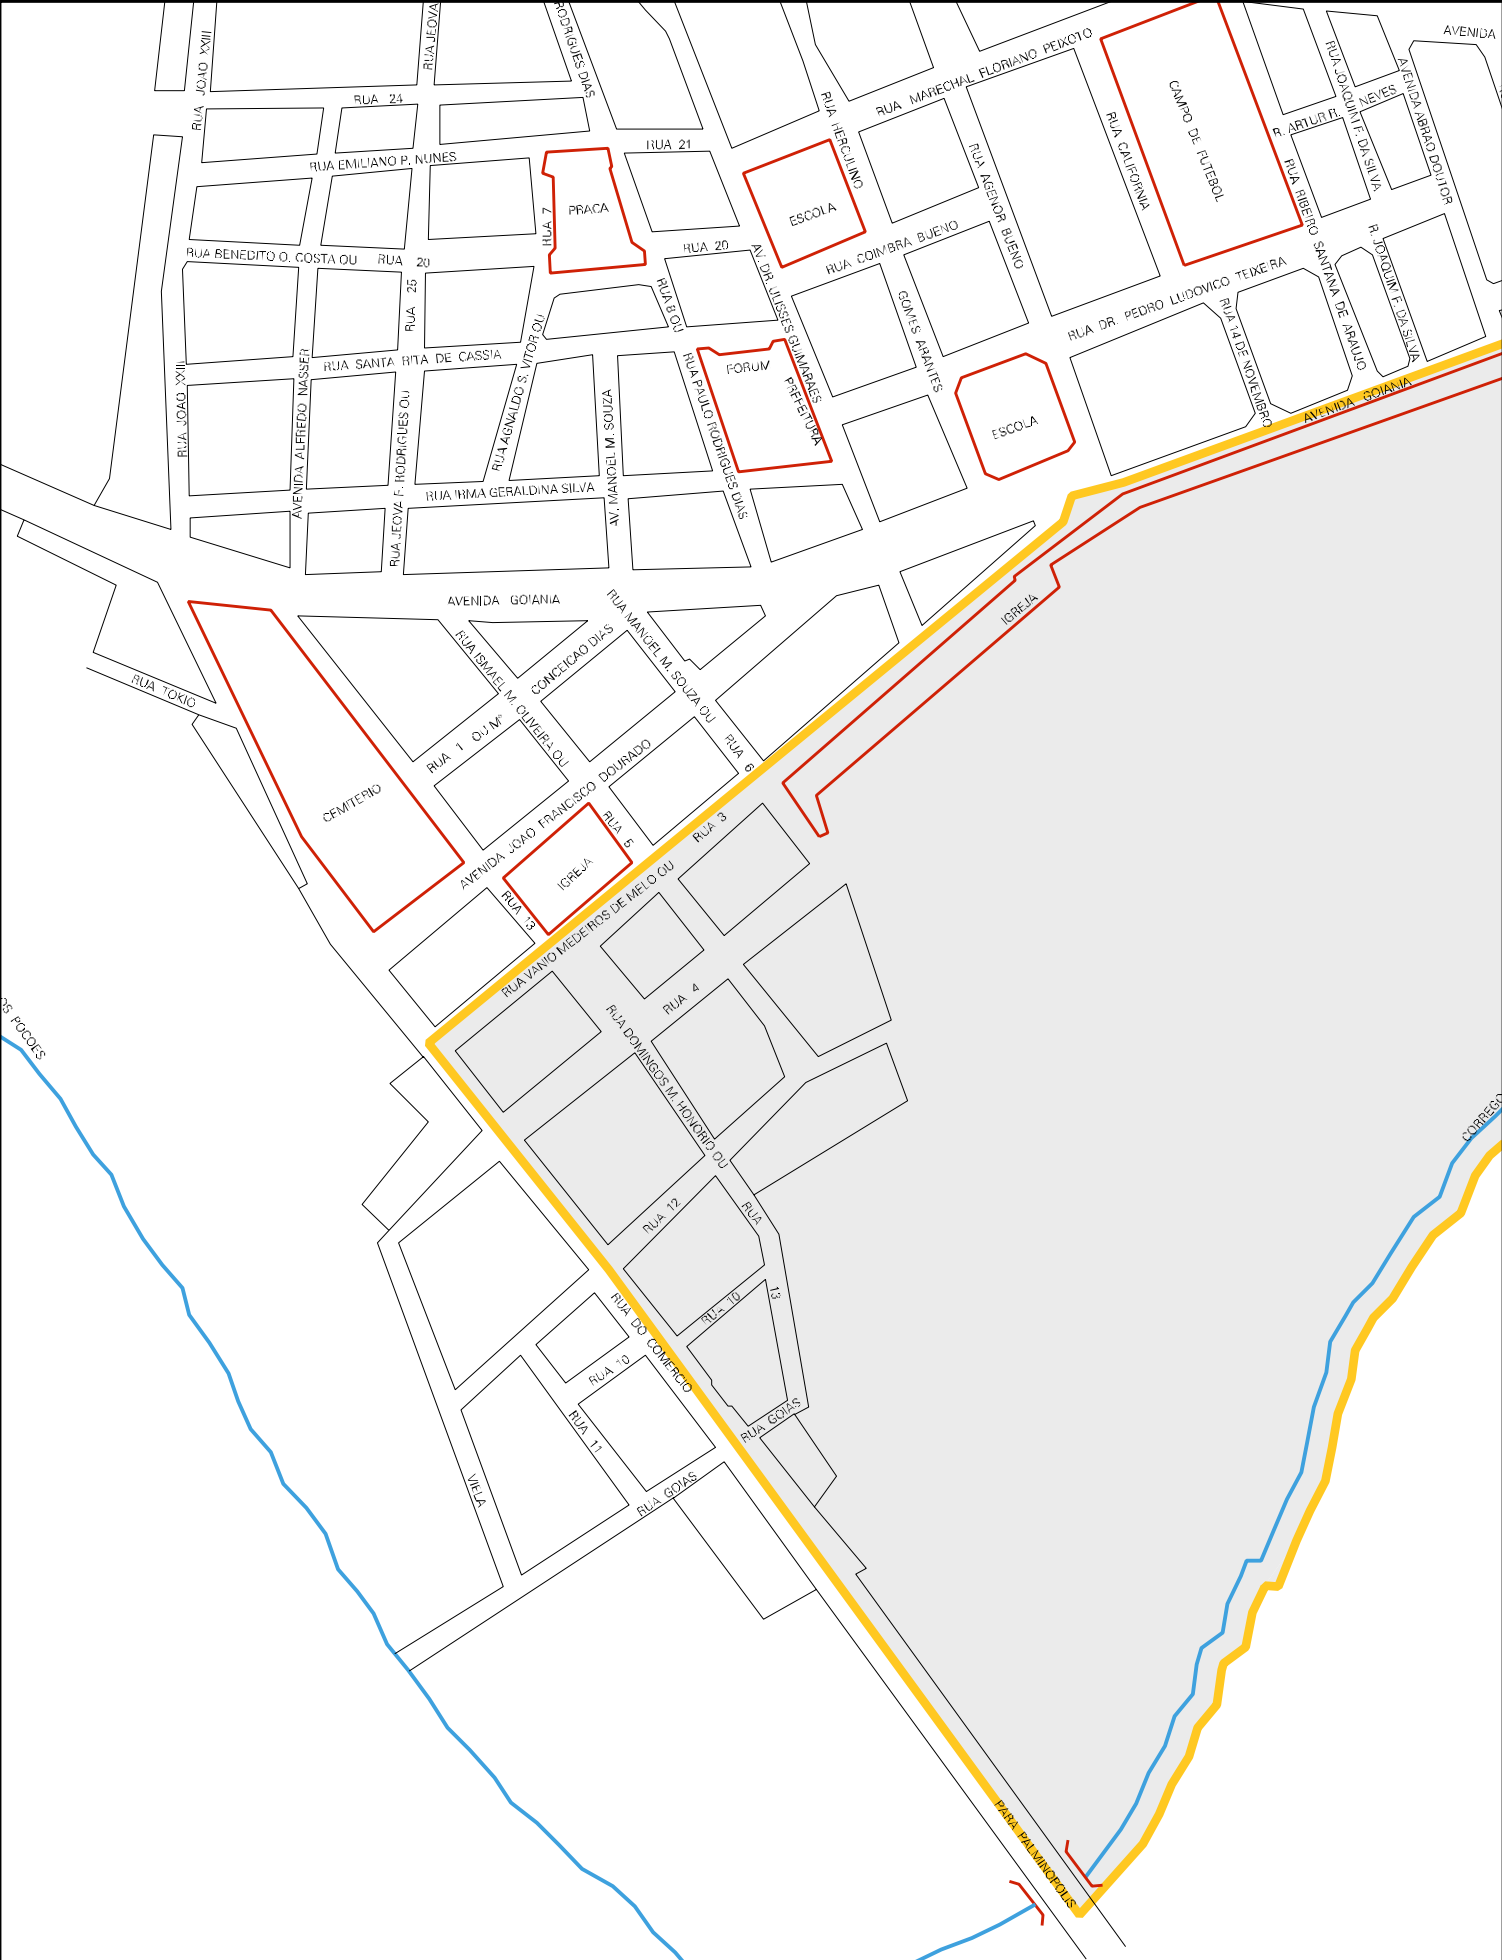 RUA JOAO XXIII
RUA JEOVA
RODRIGUES DIAS
AVENIDA
RUA 24
RUA MARECHAL FLORIANO PEIXOTO
RUA JOAQUIM F. DA SILVA
AVENIDA ABRAO DOUTOR
CAMPO DE FUTEBOL
RUA HERCULINO
RUA CALIFORNIA
R. ARTUR R. NEVES
RUA EMILIANO P. NUNES
RUA 21
RUA AGENOR BUENO
RUA RIBEIRO SANTANA DE ARAUJO
PRACA
RUA 7
ESCOLA
RUA BENEDITO O. COSTA OU RUA 20
RUA 20
RUA COIMBRA BUENO
R. JOAQUIM F. DA SILVA
AV. DR. ULISSES GUIMARAES
RUA 25
RUA 8 OU
RUA PAULO RODRIGUES DIAS
GOMES ARANTES
RUA DR. PEDRO LUDOVICO TEIXEIRA
RUA 14 DE NOVEMBRO
RUA AGNALDO S. VITOR OU
RUA SANTA RITA DE CASSIA
RUA JOAO XXIII
AVENIDA ALFREDO NASSER
RUA JEOVA F. RODRIGUES OU
AV. MANOEL M. SOUZA
FORUM
PREFEITURA
AVENIDA GOIANIA
ESCOLA
RUA IRMA GERALDINA SILVA
AVENIDA GOIANIA
RUA MANOEL M. SOUZA OU
RUA 6
IGREJA
RUA ISMAEL M. OLIVEIRA OU
RUA 5
RUA 1 OU Mª CONCEICAO DIAS
RUA TOKIO
CEMITERIO
AVENIDA JOAO FRANCISCO DOURADO
IGREJA
RUA 13
RUA VANIO MEDEIROS DE MELO OU RUA 3
OS POCOES
RUA 4
RUA DOMINGOS M. HONORIO OU
RUA 13
CORREGO
RUA 12
RUA 10
RUA DO COMERCIO
RUA 10
RUA 11
RUA GOIAS
VIELA
RUA GOIAS
PARA PALMINOPOLIS